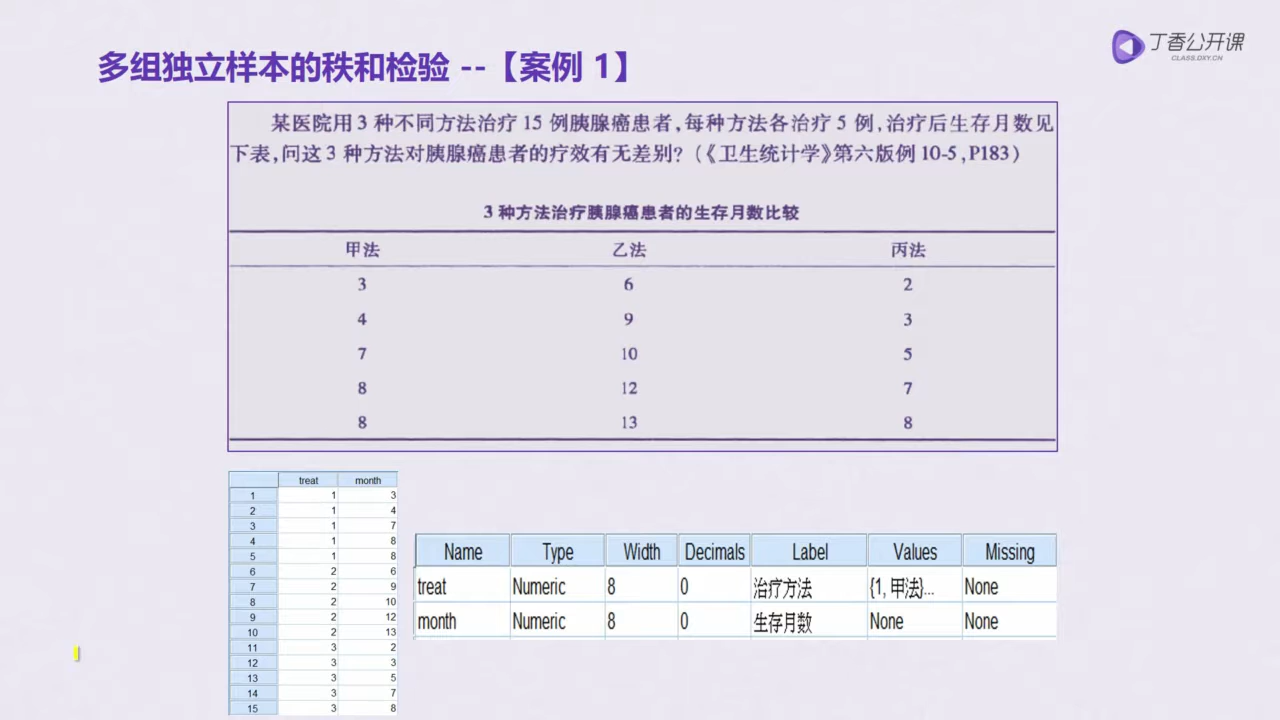 多组独立样本的秩和检验 --【案例 1】
丁香公开课
CLASS.DXY.CN
某医院用 3 种不同方法治疗 15 例胰腺癌患者,每种方法各治疗 5 例,治疗后生存月数见
下表,问这 3 种方法对胰腺癌患者的疗效有无差别?(《卫生统计学》第六版例 10-5,P183)
3 种方法治疗胰腺癌患者的生存月数比较
甲法 乙法 丙法
3 6 2
4 9 3
7 10 5
8 12 7
8 13 8
treat month
1 1 3
2 1 4
3 1 7
4 1 8
5 1 8
6 2 6
7 2 9
8 2 10
9 2 12
10 2 13
11 3 2
12 3 3
13 3 5
14 3 7
15 3 8
Name Type Width Decimals Label Values Missing
treat Numeric 8 0 治疗方法 {1, 甲法}... None
month Numeric 8 0 生存月数 None None